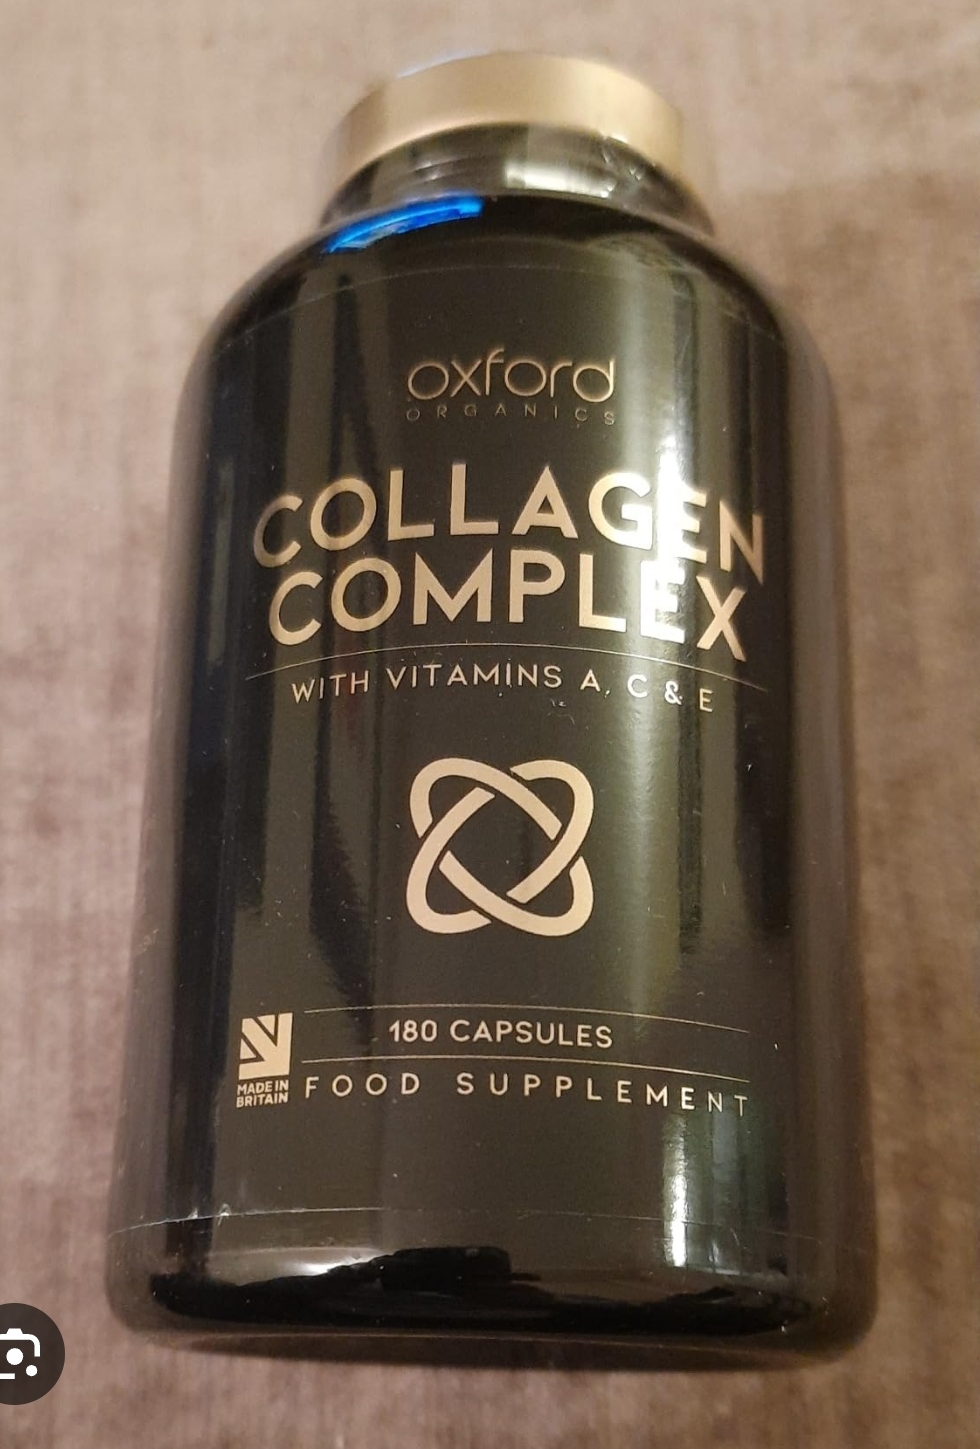 oxford
ORGANICS
COLLAGEN
COMPLEX
WITH VITAMINS A, C & E
180 CAPSULES
MADE IN
BRITAIN
FOOD SUPPLEMENT